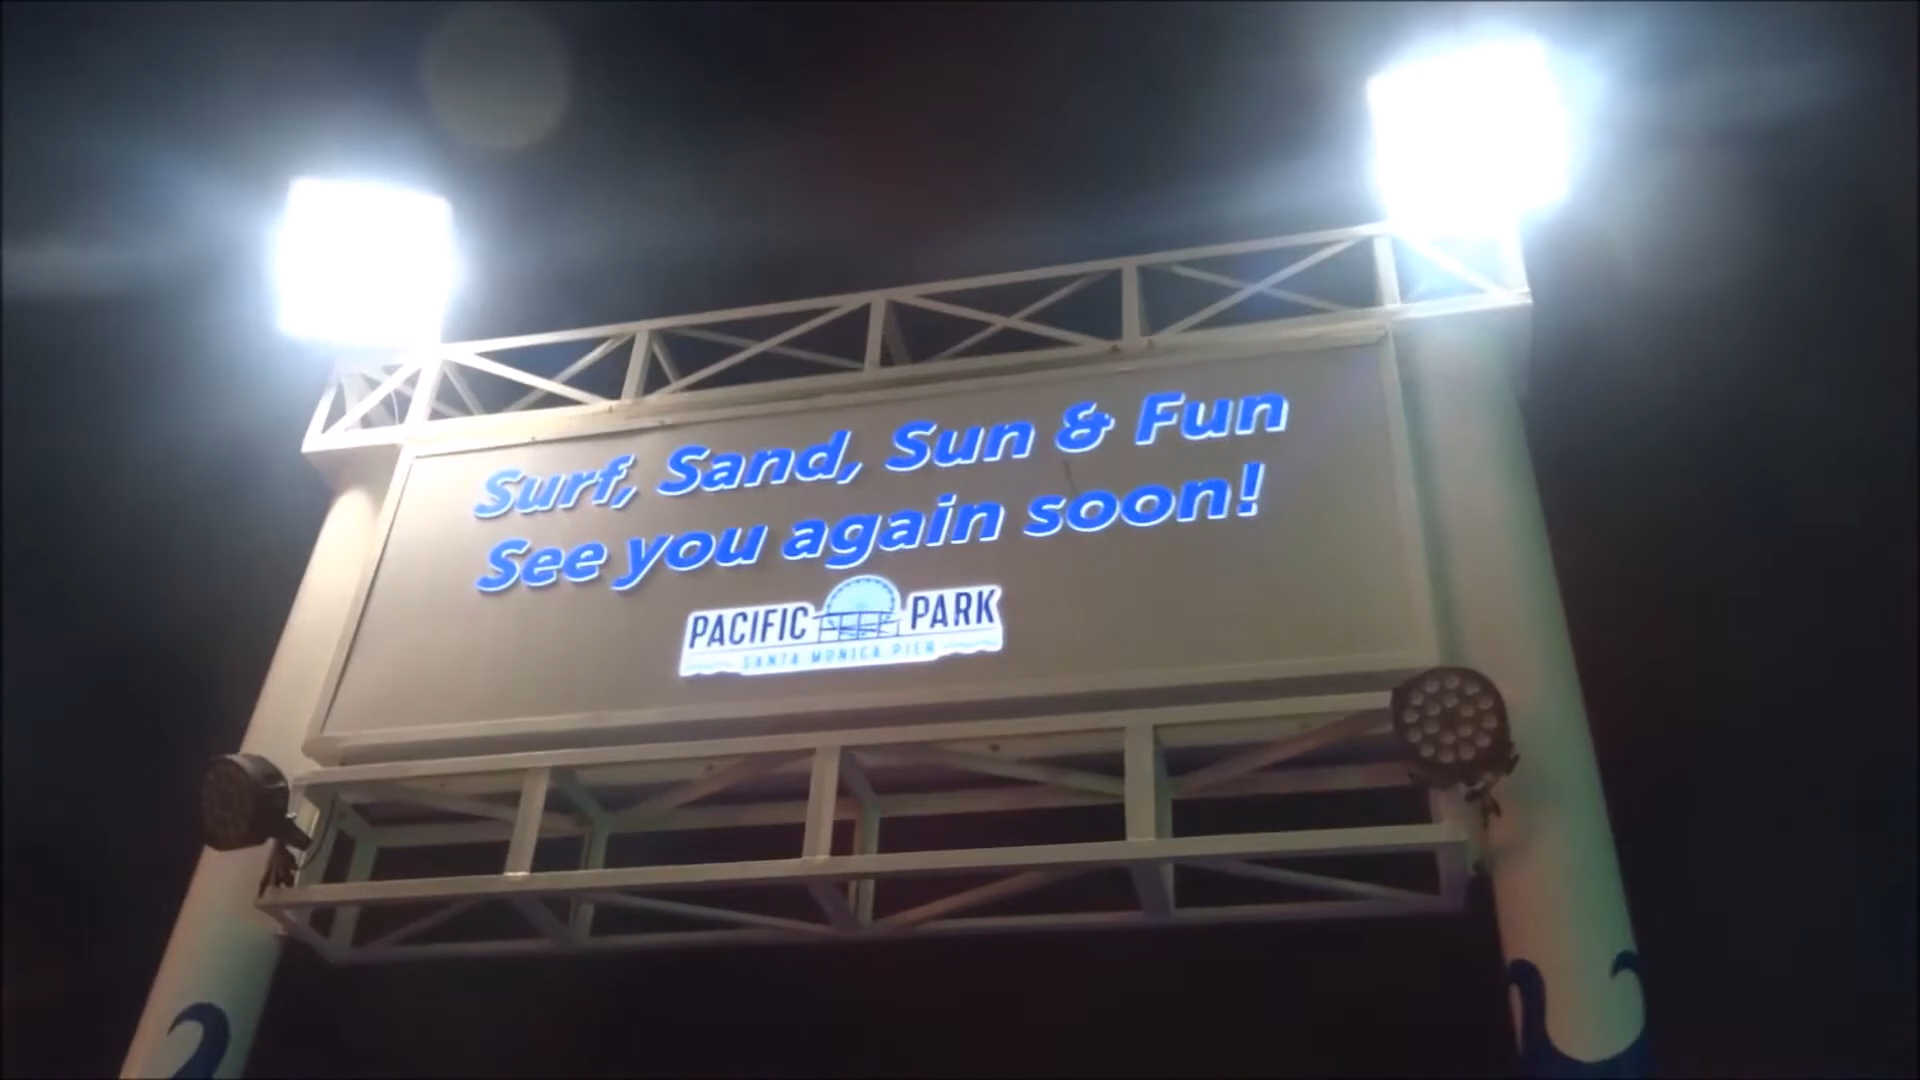 Surf, Sand, Sun & Fun
See you again soon!
PACIFIC PARK
SANTA MONICA PIER